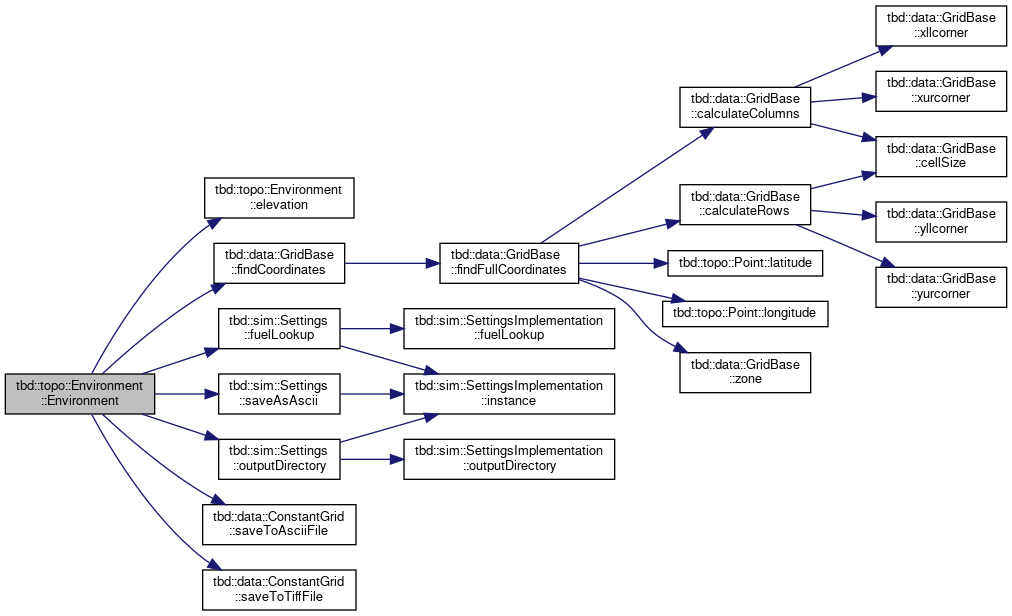 tbd::topo::Environment
::Environment
tbd::topo::Environment
::elevation
tbd::data::GridBase
::findCoordinates
tbd::sim::Settings
::fuelLookup
tbd::sim::Settings
::saveAsAscii
tbd::sim::Settings
::outputDirectory
tbd::data::ConstantGrid
::saveToAsciiFile
tbd::data::ConstantGrid
::saveToTiffFile
tbd::data::GridBase
::findFullCoordinates
tbd::sim::SettingsImplementation
::fuelLookup
tbd::sim::SettingsImplementation
::instance
tbd::sim::SettingsImplementation
::outputDirectory
tbd::data::GridBase
::calculateColumns
tbd::data::GridBase
::calculateRows
tbd::topo::Point::latitude
tbd::topo::Point::longitude
tbd::data::GridBase
::zone
tbd::data::GridBase
::xllcorner
tbd::data::GridBase
::xurcorner
tbd::data::GridBase
::cellSize
tbd::data::GridBase
::yllcorner
tbd::data::GridBase
::yurcorner